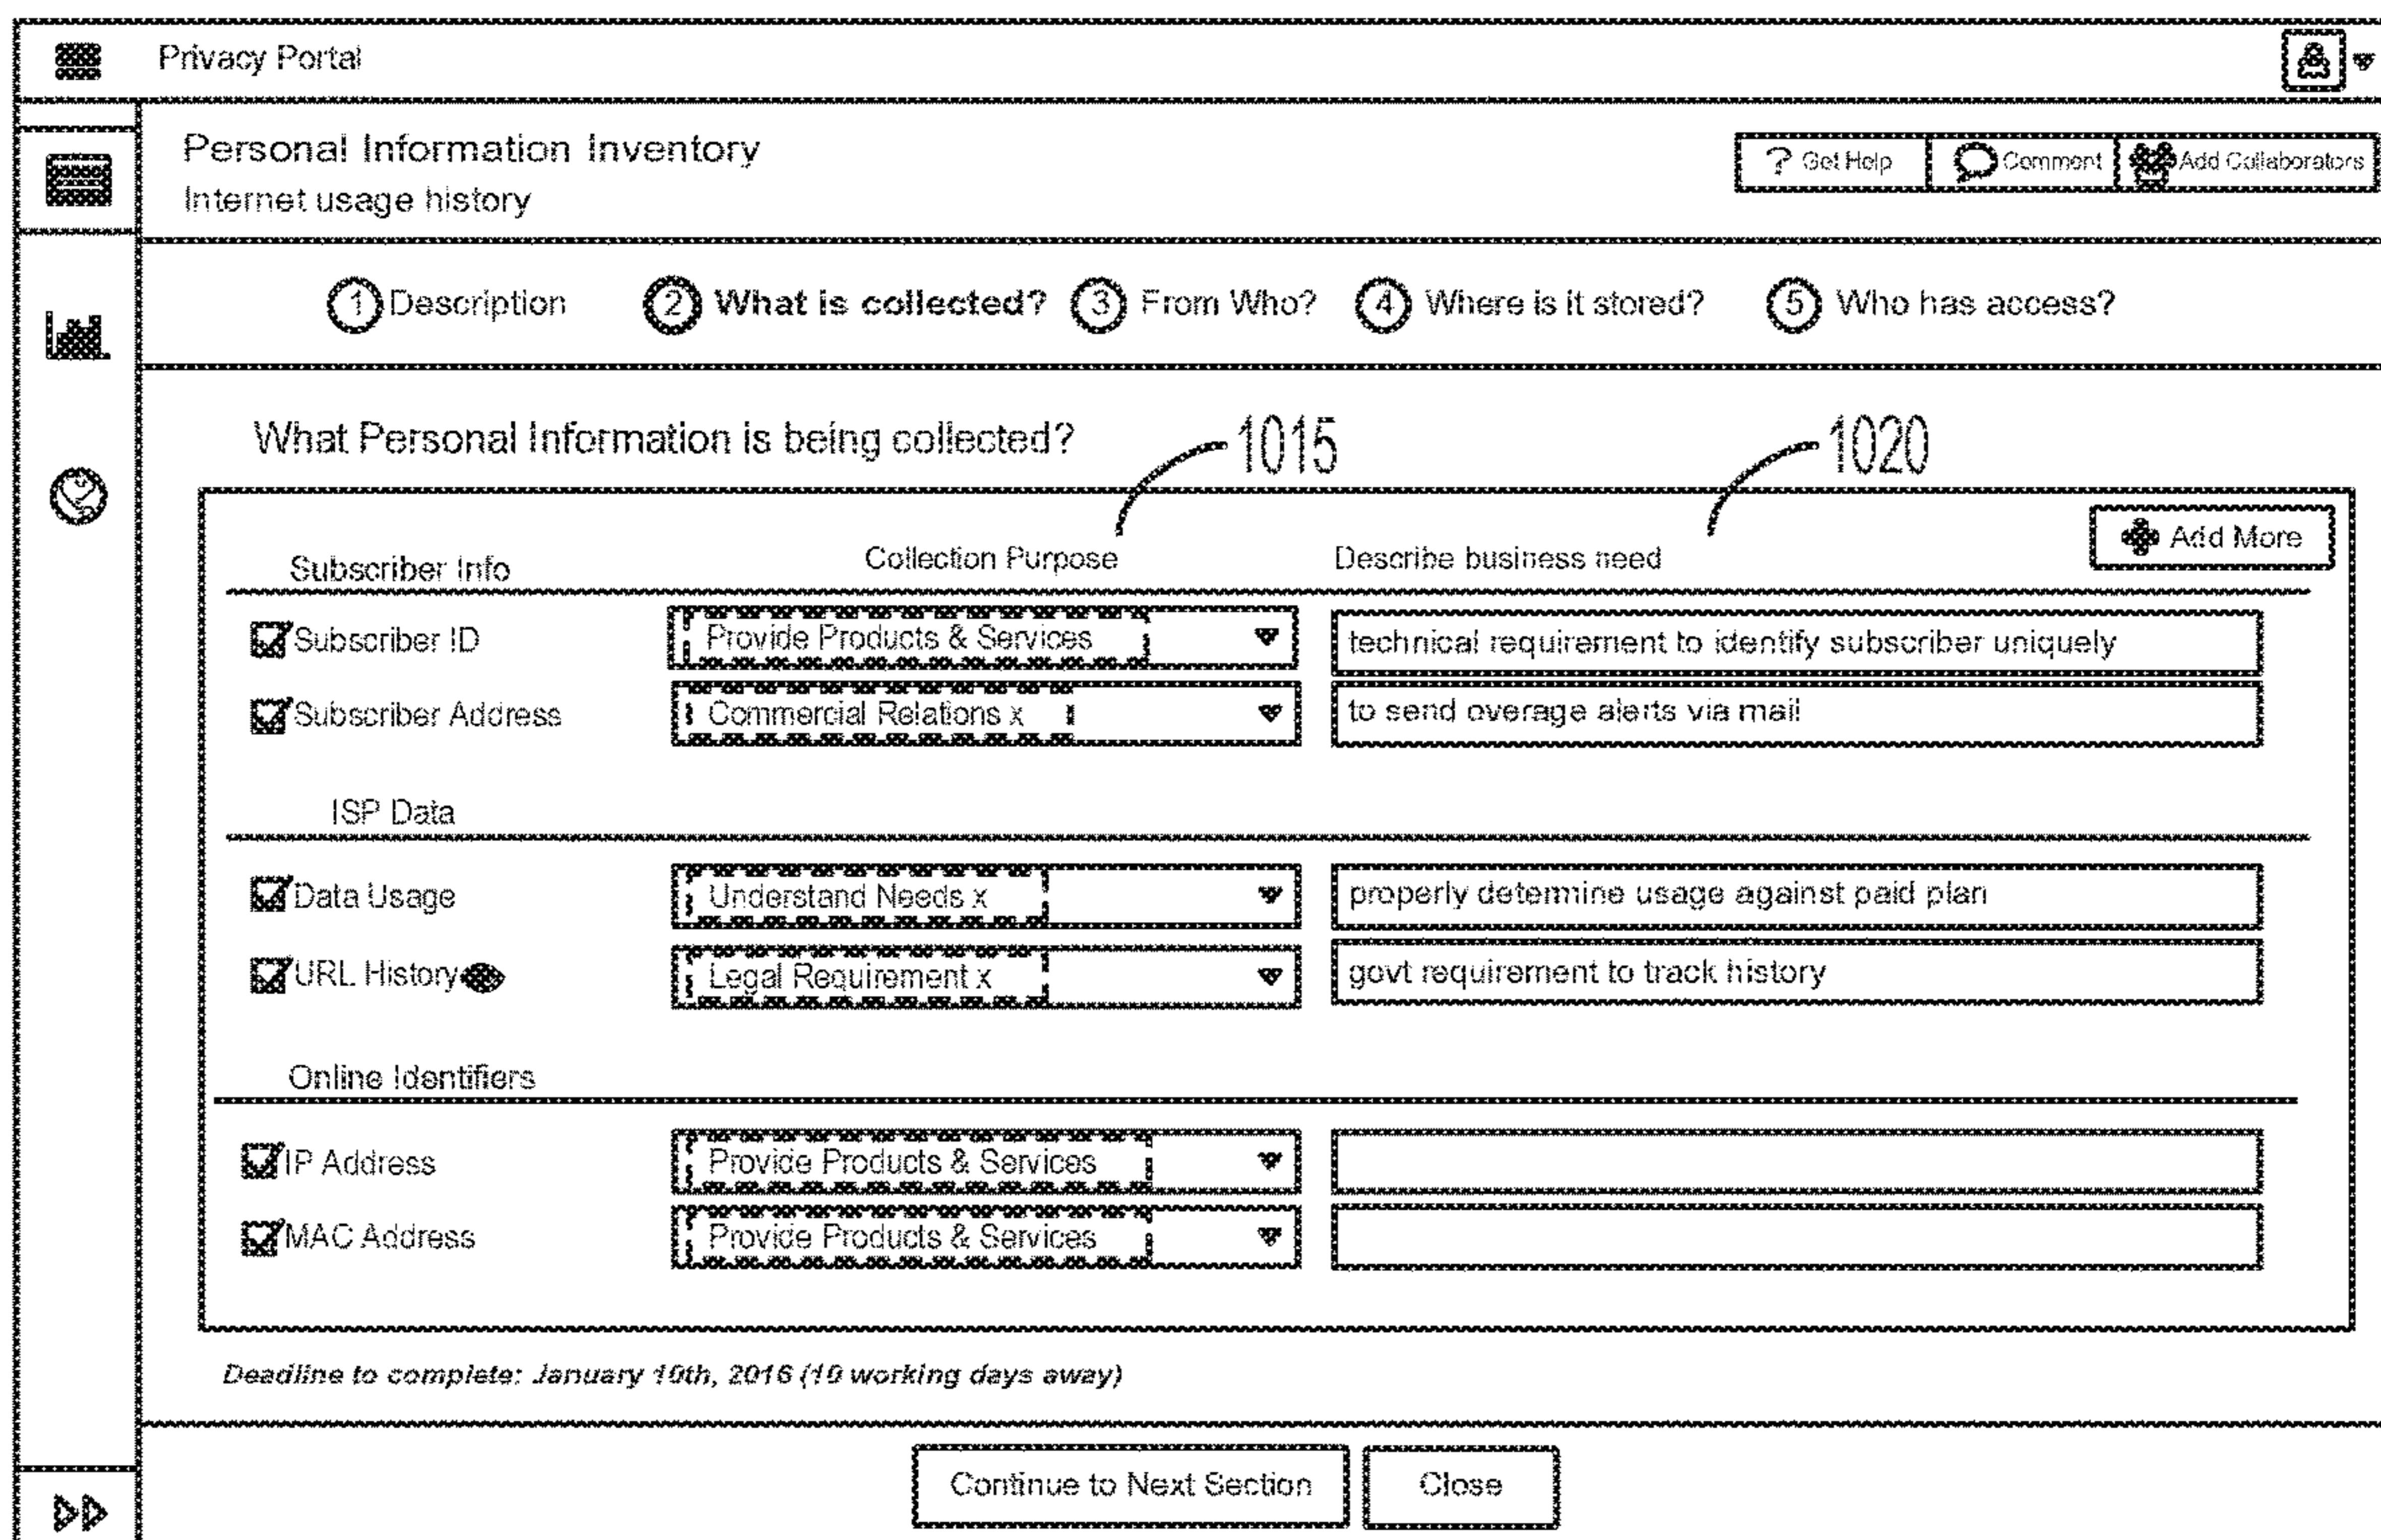 Privacy Portal
Personal Information Inventory
Internet usage history
? Get Help Comment Add Collaborators
1 Description 2 What is collected? 3 From Who? 4 Where is it stored? 5 Who has access?
What Personal Information is being collected? 1015 1020
Add More
Subscriber Info Collection Purpose Describe business need
Subscriber ID Provide Products & Services technical requirement to identify subscriber uniquely
Subscriber Address Commercial Relations x to send overage alerts via mail
ISP Data
Data Usage Understand Needs x properly determine usage against paid plan
URL History Legal Requirement x govt requirement to track history
Online Identifiers
IP Address Provide Products & Services
MAC Address Provide Products & Services
Deadline to complete: January 10th, 2016 (10 working days away)
Continue to Next Section Close